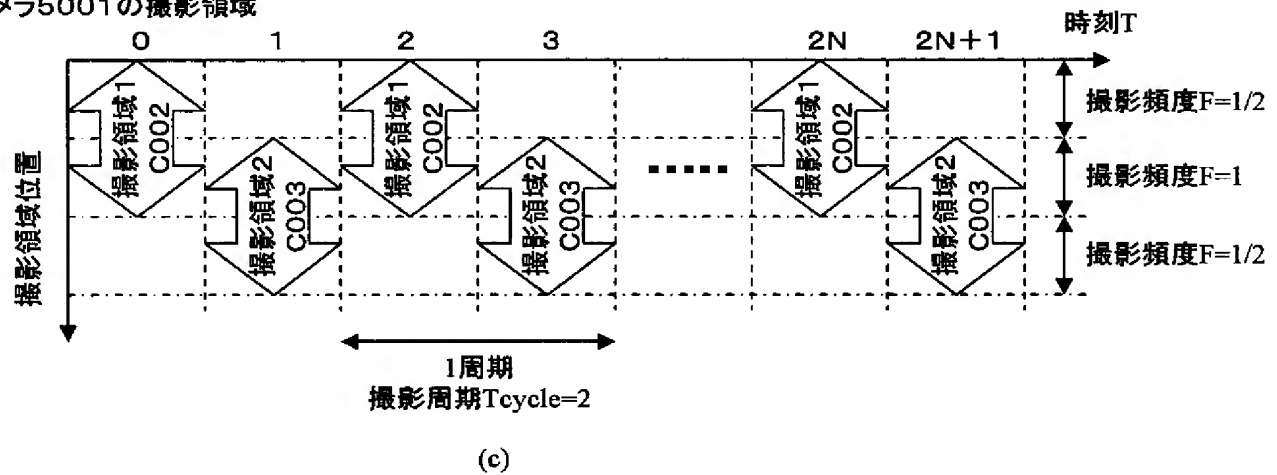 メラ5001の撮影領域
時刻T
0
1
2
3
2N
2N+1
撮影領域1
C002
撮影領域2
C003
撮影領域1
C002
撮影領域2
C003
▪▪▪▪▪
撮影領域1
C002
撮影領域2
C003
撮影頻度F=1/2
撮影頻度F=1
撮影頻度F=1/2
撮影領域位置
1周期
撮影周期Tcycle=2
(c)